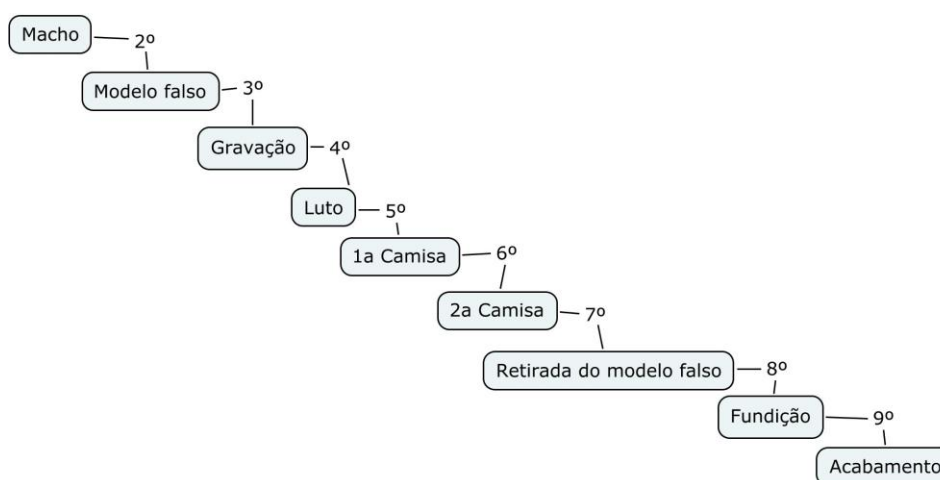 Macho
2º
Modelo falso
3º
Gravação
4º
Luto
5º
1a Camisa
6º
2a Camisa
7º
Retirada do modelo falso
8º
Fundição
9º
Acabamento